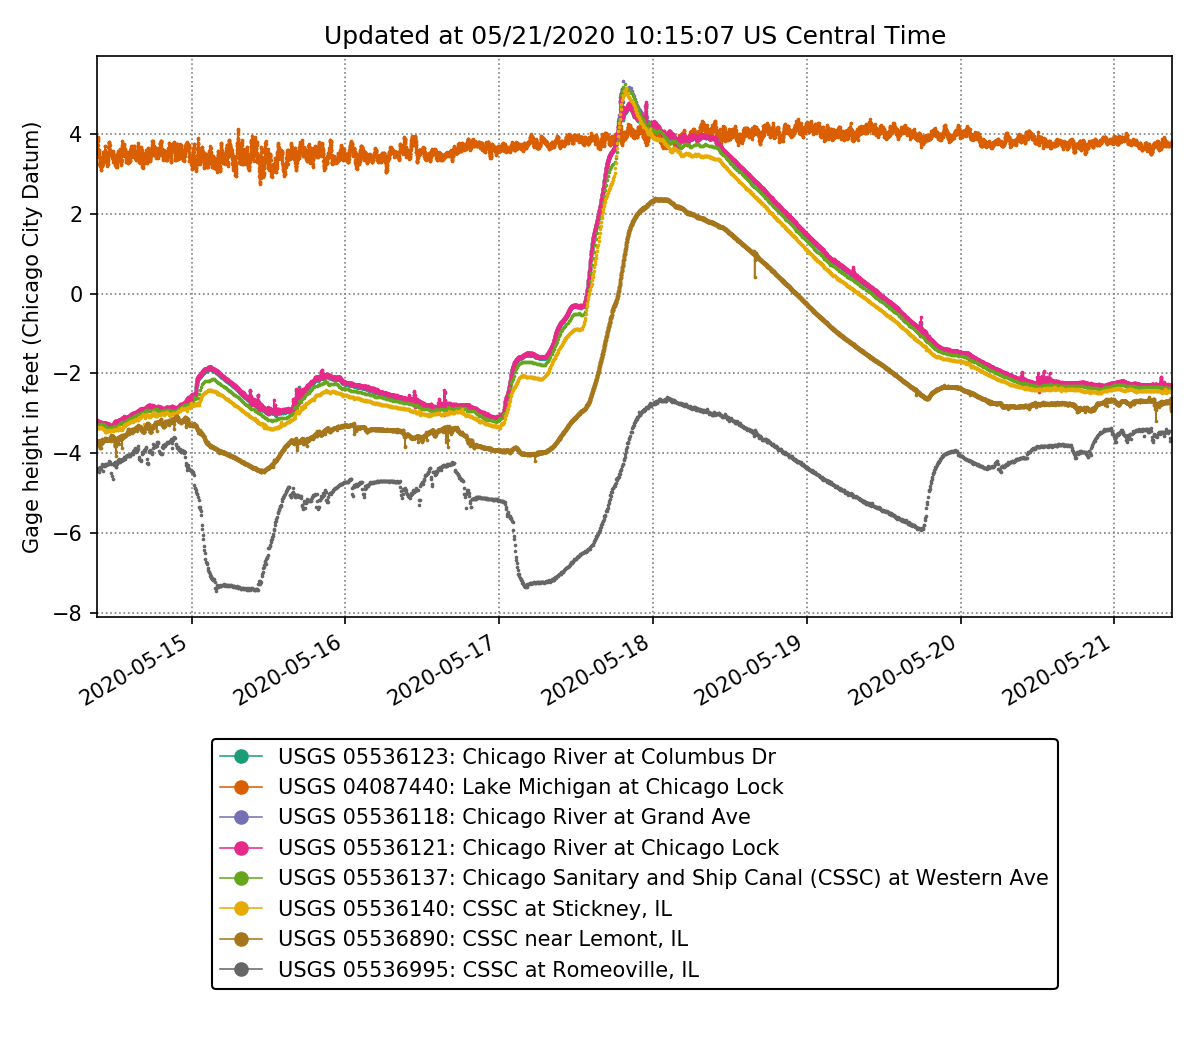 Updated at 05/21/2020 10:15:07 US Central Time
Gage height in feet (Chicago City Datum)
4
2
0
−2
−4
−6
−8
2020-05-15
2020-05-16
2020-05-17
2020-05-18
2020-05-19
2020-05-20
2020-05-21
USGS 05536123: Chicago River at Columbus Dr
USGS 04087440: Lake Michigan at Chicago Lock
USGS 05536118: Chicago River at Grand Ave
USGS 05536121: Chicago River at Chicago Lock
USGS 05536137: Chicago Sanitary and Ship Canal (CSSC) at Western Ave
USGS 05536140: CSSC at Stickney, IL
USGS 05536890: CSSC near Lemont, IL
USGS 05536995: CSSC at Romeoville, IL